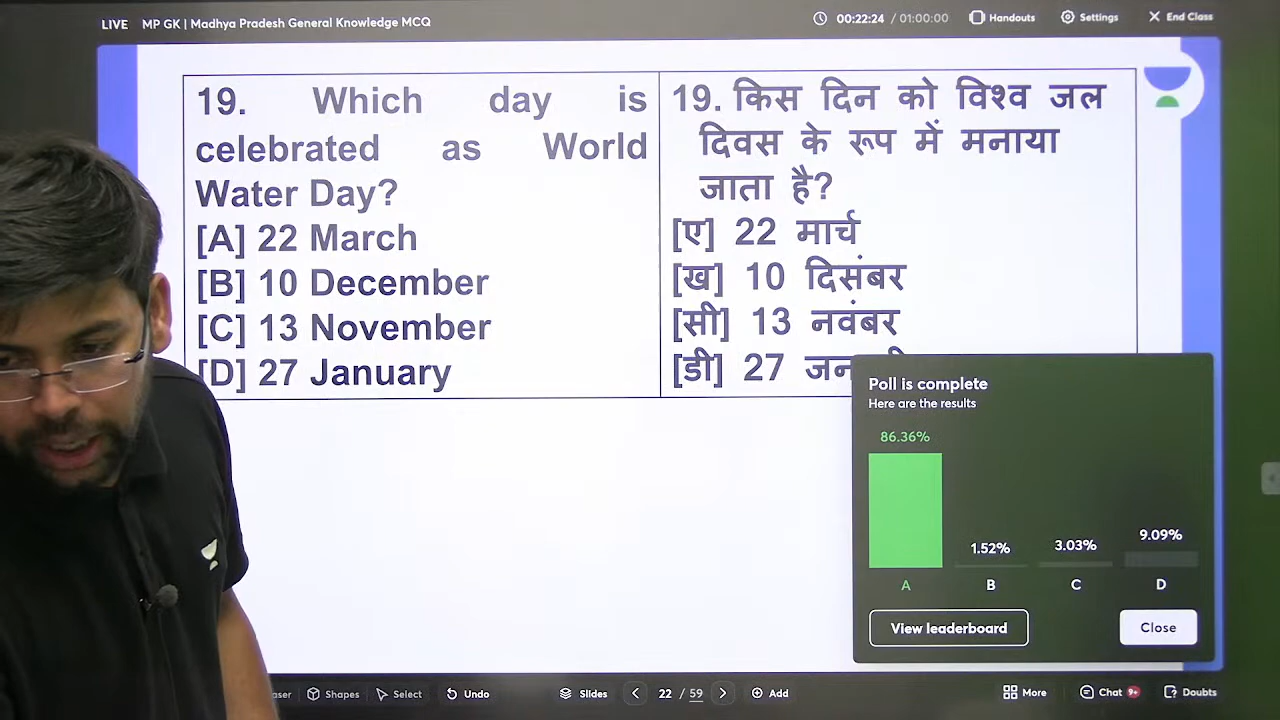 LIVE MP GK | Madhya Pradesh General Knowledge MCQ
00:22:24 / 01:00:00 Handouts Settings End Class
19. Which day is
celebrated as World
Water Day?
[A] 22 March
[B] 10 December
[C] 13 November
[D] 27 January
19. किस दिन को विश्व जल
दिवस के रूप में मनाया
जाता है?
[ए] 22 मार्च
[ख] 10 दिसंबर
[सी] 13 नवंबर
[डी] 27
Poll is complete
Here are the results
86.36%
1.52% 3.03% 9.09%
A B C D
View leaderboard Close
Shapes Select Undo Slides 22 / 59 Add More Chat 9+ Doubts